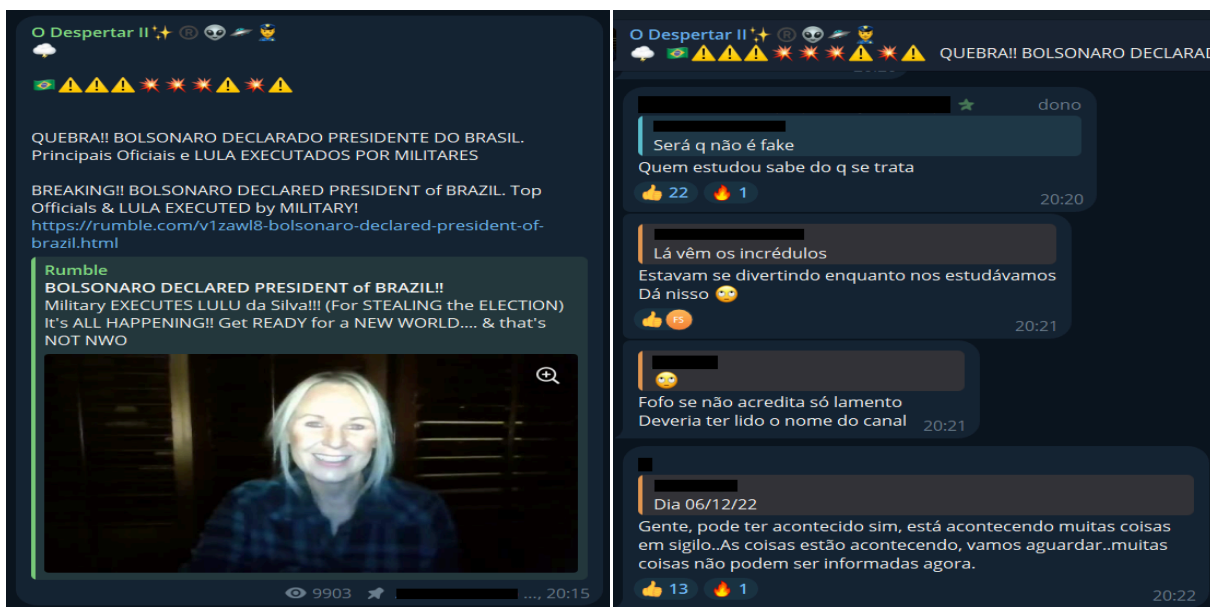 O Despertar II ®
QUEBRA!! BOLSONARO DECLARADO PRESIDENTE DO BRASIL.
Principais Oficiais e LULA EXECUTADOS POR MILITARES
BREAKING!! BOLSONARO DECLARED PRESIDENT of BRAZIL. Top
Officials & LULA EXECUTED by MILITARY!
https://rumble.com/v1zawl8-bolsonaro-declared-president-of-
brazil.html
Rumble
BOLSONARO DECLARED PRESIDENT of BRAZIL!!
Military EXECUTES LULU da Silva!!! (For STEALING the ELECTION)
It's ALL HAPPENING!! Get READY for a NEW WORLD.... & that's
NOT NWO
9903 ..., 20:15
O Despertar II ®
QUEBRA!! BOLSONARO DECLARAD
dono
Será q não é fake
Quem estudou sabe do q se trata
22 1
20:20
Lá vêm os incrédulos
Estavam se divertindo enquanto nos estudávamos
Dá nisso
FS
20:21
Fofo se não acredita só lamento
Deveria ter lido o nome do canal 20:21
Dia 06/12/22
Gente, pode ter acontecido sim, está acontecendo muitas coisas
em sigilo..As coisas estão acontecendo, vamos aguardar..muitas
coisas não podem ser informadas agora.
13 1
20:22